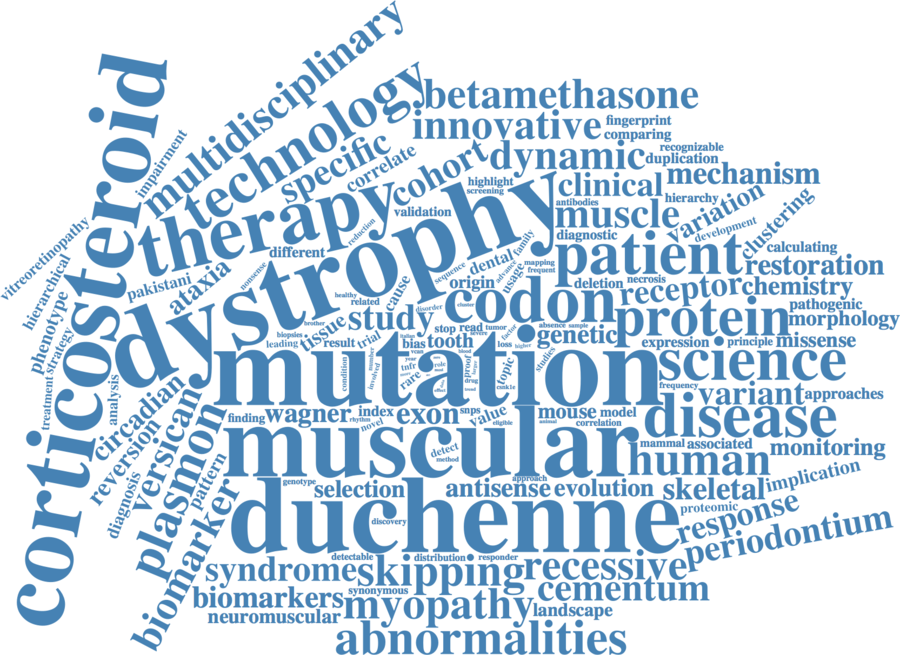 multidisciplinary
corticosteroid
technology
betamethasone
innovative
fingerprint
comparing
impairment
specific
correlate
cohort
dynamic
recognizable
duplication
mechanism
therapy
highlight
screening
clinical
antibodies
hierarchy
variation
development
clustering
validation
muscle
diagnostic
dystrophy
different
reduction
patient
calculating
restoration
vitreoretinopathy
hierarchical
phenotype
strategy
treatment
pakistani
ataxia
nonsense
healthy
related
cause
sequence
dental
usage
family
advance
mapping
frequent
origin
disorder
cluster
codon
deletion
necrosis
receptor
chemistry
pathogenic
morphology
protein
brother
biopsies
leading
tissue
study
result
trial
stop
read
tumor
bias
tooth
factor
loss
higher
absence
sample
genetic
expression
principle
missense
mutation
condition
number
involved
rare
role
proof
drug
topic
studies
science
frequency
variant
approaches
analysis
circadian
reversion
versican
plasmon
finding
wagner
index
rhythm
novel
exon
snps
value
eligible
mouse
animal
model
correlation
disease
muscular
detect
method
mammal
associated
monitoring
human
diagnosis
pattern
biomarker
genotype
selection
approach
antisense
evolution
skeletal
implication
duchenne
discovery
proteomic
response
periodontium
detectable
distribution
responder
syndrome
skipping
recessive
synonymous
cementum
biomarkers
myopathy
landscape
neuromuscular
abnormalities